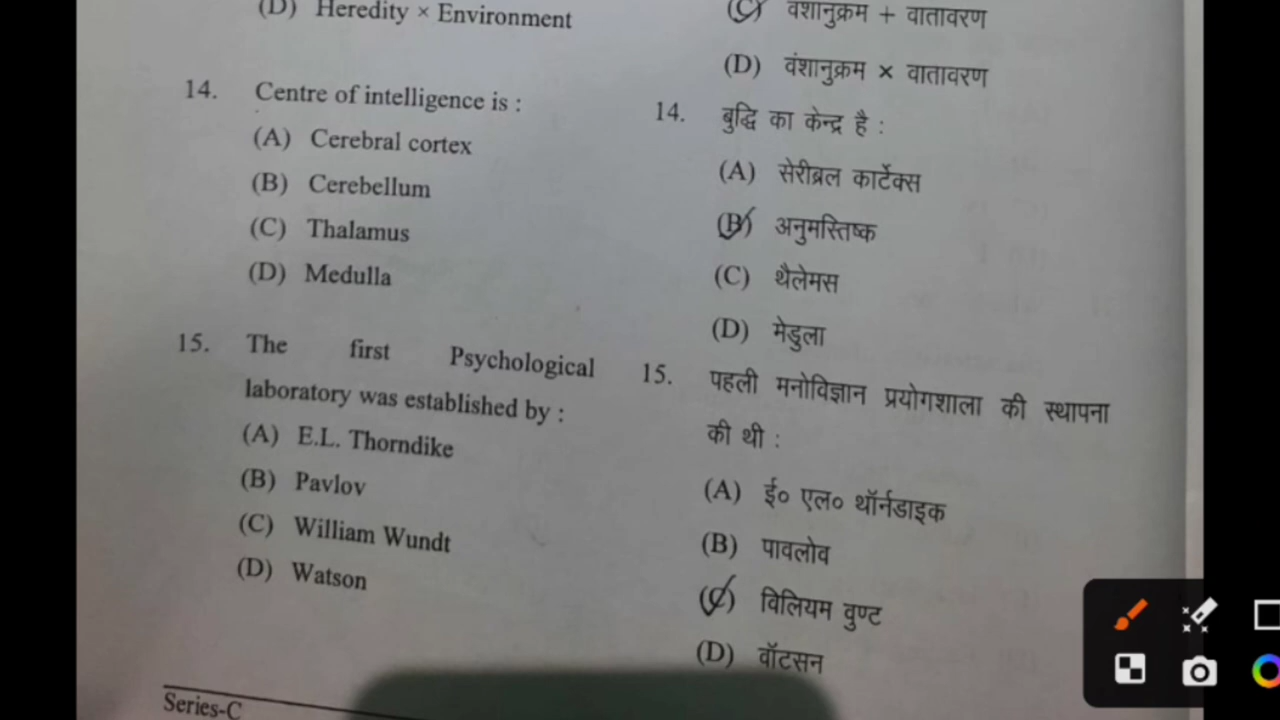 (D) Heredity × Environment
14. Centre of intelligence is :
(A) Cerebral cortex
(B) Cerebellum
(C) Thalamus
(D) Medulla
15. The first Psychological
laboratory was established by :
(A) E.L. Thorndike
(B) Pavlov
(C) William Wundt
(D) Watson
Series-C
(C) वंशानुक्रम + वातावरण
(D) वंशानुक्रम × वातावरण
14. बुद्धि का केन्द्र है :
(A) सेरीब्रल कार्टेक्स
(B) अनुमस्तिष्क
(C) थैलेमस
(D) मेडुला
15. पहली मनोविज्ञान प्रयोगशाला की स्थापना
की थी :
(A) ई० एल० थॉर्नडाइक
(B) पावलोव
(C) विलियम वुण्ट
(D) वॉटसन